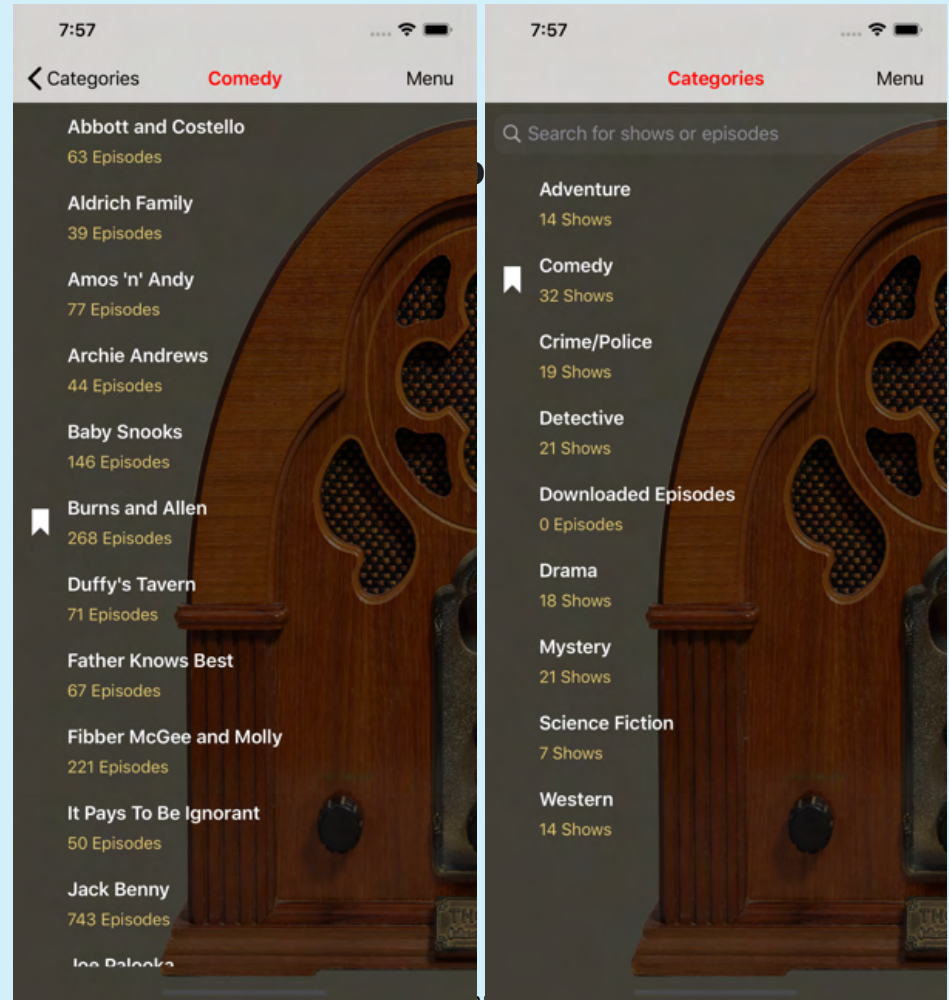 7:57
Categories
Comedy
Menu
Abbott and Costello
63 Episodes
Aldrich Family
39 Episodes
Amos 'n' Andy
77 Episodes
Archie Andrews
44 Episodes
Baby Snooks
146 Episodes
Burns and Allen
268 Episodes
Duffy's Tavern
71 Episodes
Father Knows Best
67 Episodes
Fibber McGee and Molly
221 Episodes
It Pays To Be Ignorant
50 Episodes
Jack Benny
743 Episodes
Joe Palooka
7:57
Categories
Menu
Search for shows or episodes
Adventure
14 Shows
Comedy
32 Shows
Crime/Police
19 Shows
Detective
21 Shows
Downloaded Episodes
0 Episodes
Drama
18 Shows
Mystery
21 Shows
Science Fiction
7 Shows
Western
14 Shows